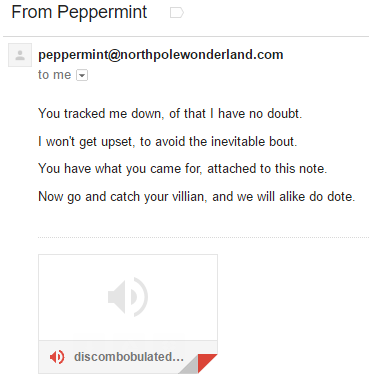 From Peppermint
peppermint@northpolewonderland.com
to me
You tracked me down, of that I have no doubt.
I won't get upset, to avoid the inevitable bout.
You have what you came for, attached to this note.
Now go and catch your villian, and we will alike do dote.
discombobulated...